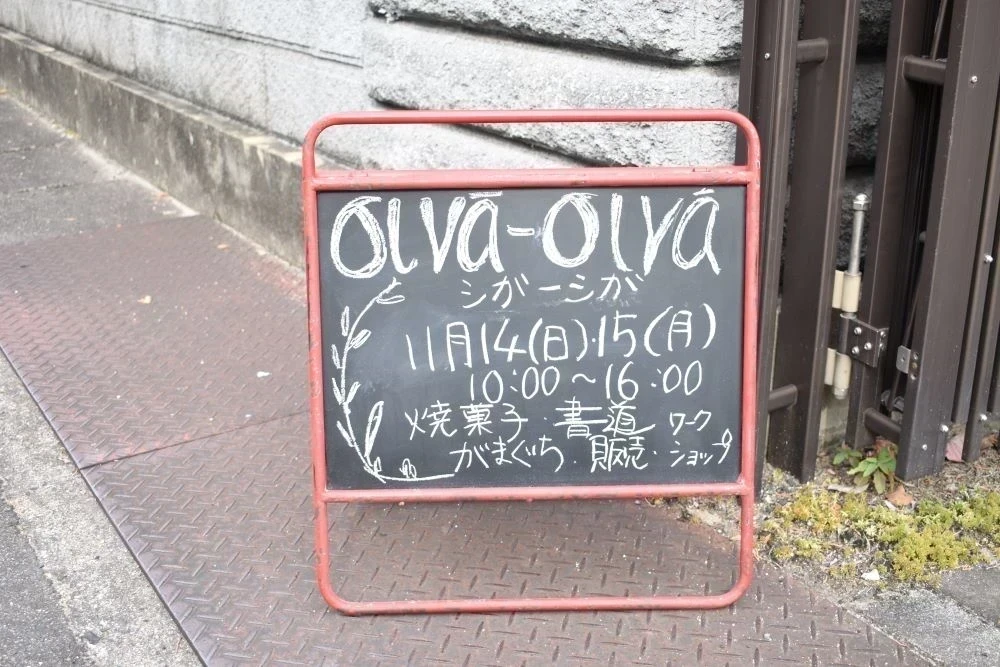 Olvā-Olvā
シガーシガ
11月14(日)・15(月)
10:00～16:00
焼菓子・書道 ワーク
がまぐち・販売・ショップ